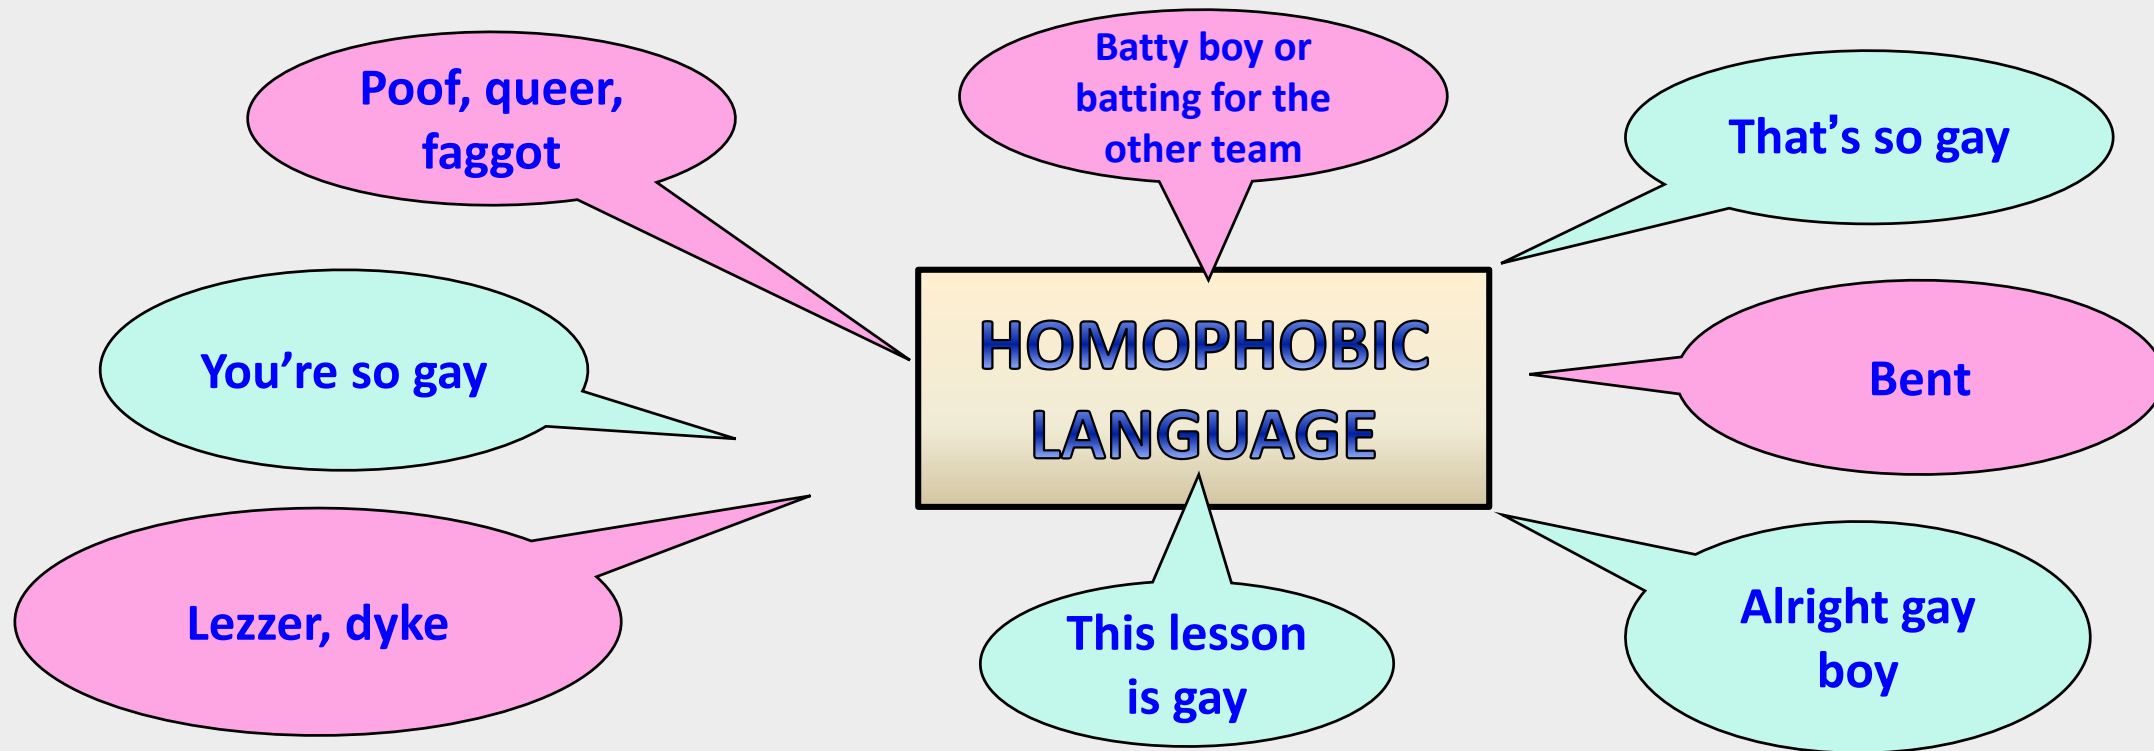 Poof, queer,
faggot
Batty boy or
batting for the
other team
That’s so gay
You’re so gay
HOMOPHOBIC
LANGUAGE
Bent
Lezzer, dyke
This lesson
is gay
Alright gay
boy